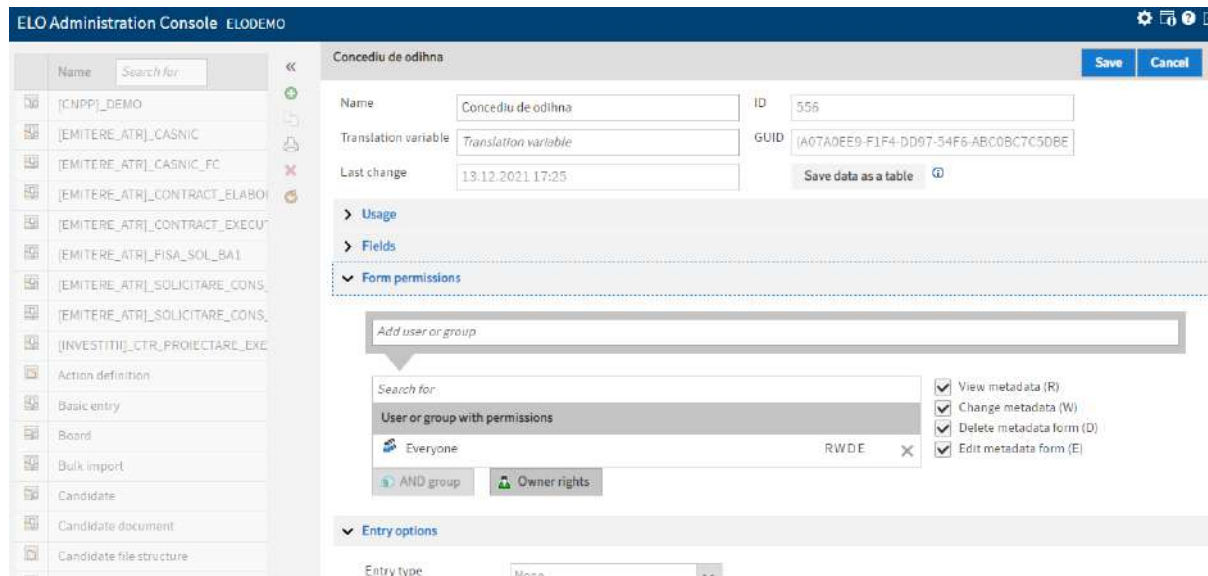 ELO Administration Console ELODEMO
Name Search for
[CNPP]_DEMO
[EMITERE_ATR]_CASNIC
[EMITERE_ATR]_CASNIC_FC
[EMITERE_ATR]_CONTRACT_ELABO
[EMITERE_ATR]_CONTRACT_EXECUT
[EMITERE_ATR]_FISA_SOL_BA1
[EMITERE_ATR]_SOLICITARE_CONS_
[EMITERE_ATR]_SOLICITARE_CONS_
[INVESTITII]_CTR_PROIECTARE_EXE
Action definition
Basic entry
Board
Bulk import
Candidate
Candidate document
Candidate file structure
Concediu de odihna
Save Cancel
Name Concediu de odihna ID 556
Translation variable Translation variable GUID (A07A0EE9-F1F4-DD97-54F6-ABC0BC7C5DBE
Last change 13.12.2021 17:25 Save data as a table
Usage
Fields
Form permissions
Add user or group
Search for
User or group with permissions
Everyone RWDE
AND group Owner rights
View metadata (R)
Change metadata (W)
Delete metadata form (D)
Edit metadata form (E)
Entry options
Entry type None